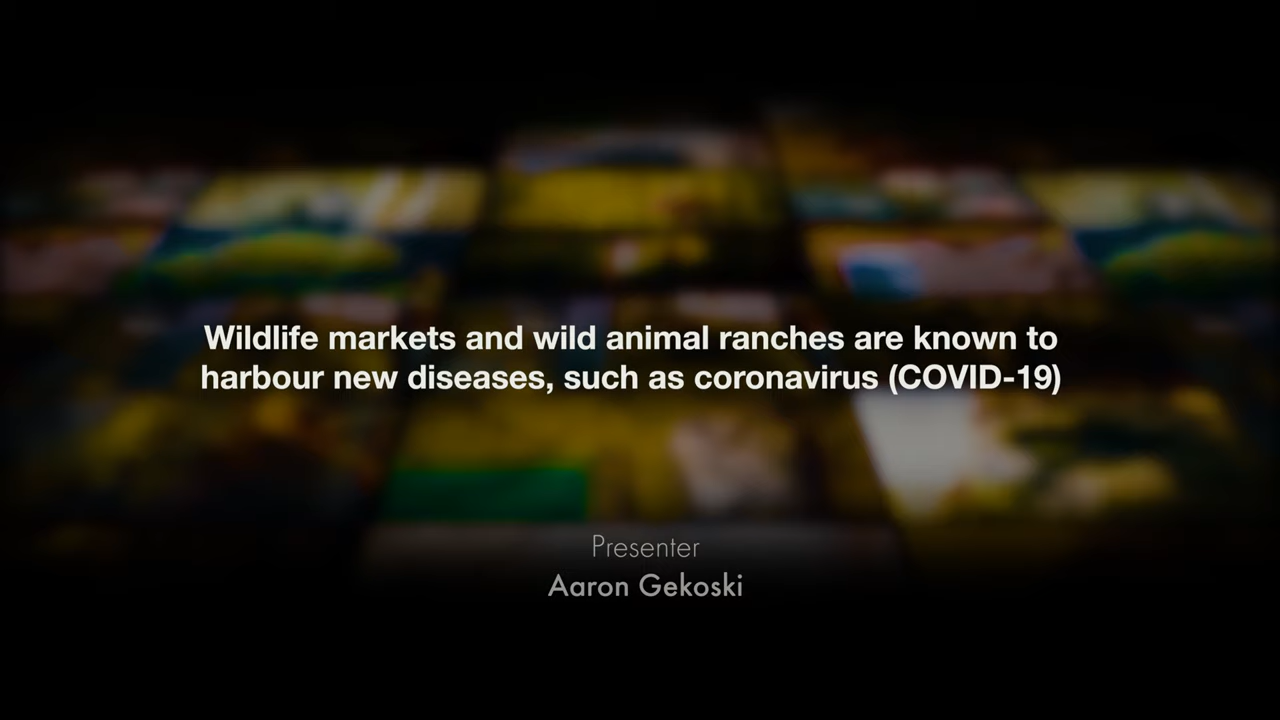 Wildlife markets and wild animal ranches are known to
harbour new diseases, such as coronavirus (COVID-19)
Presenter
Aaron Gekoski